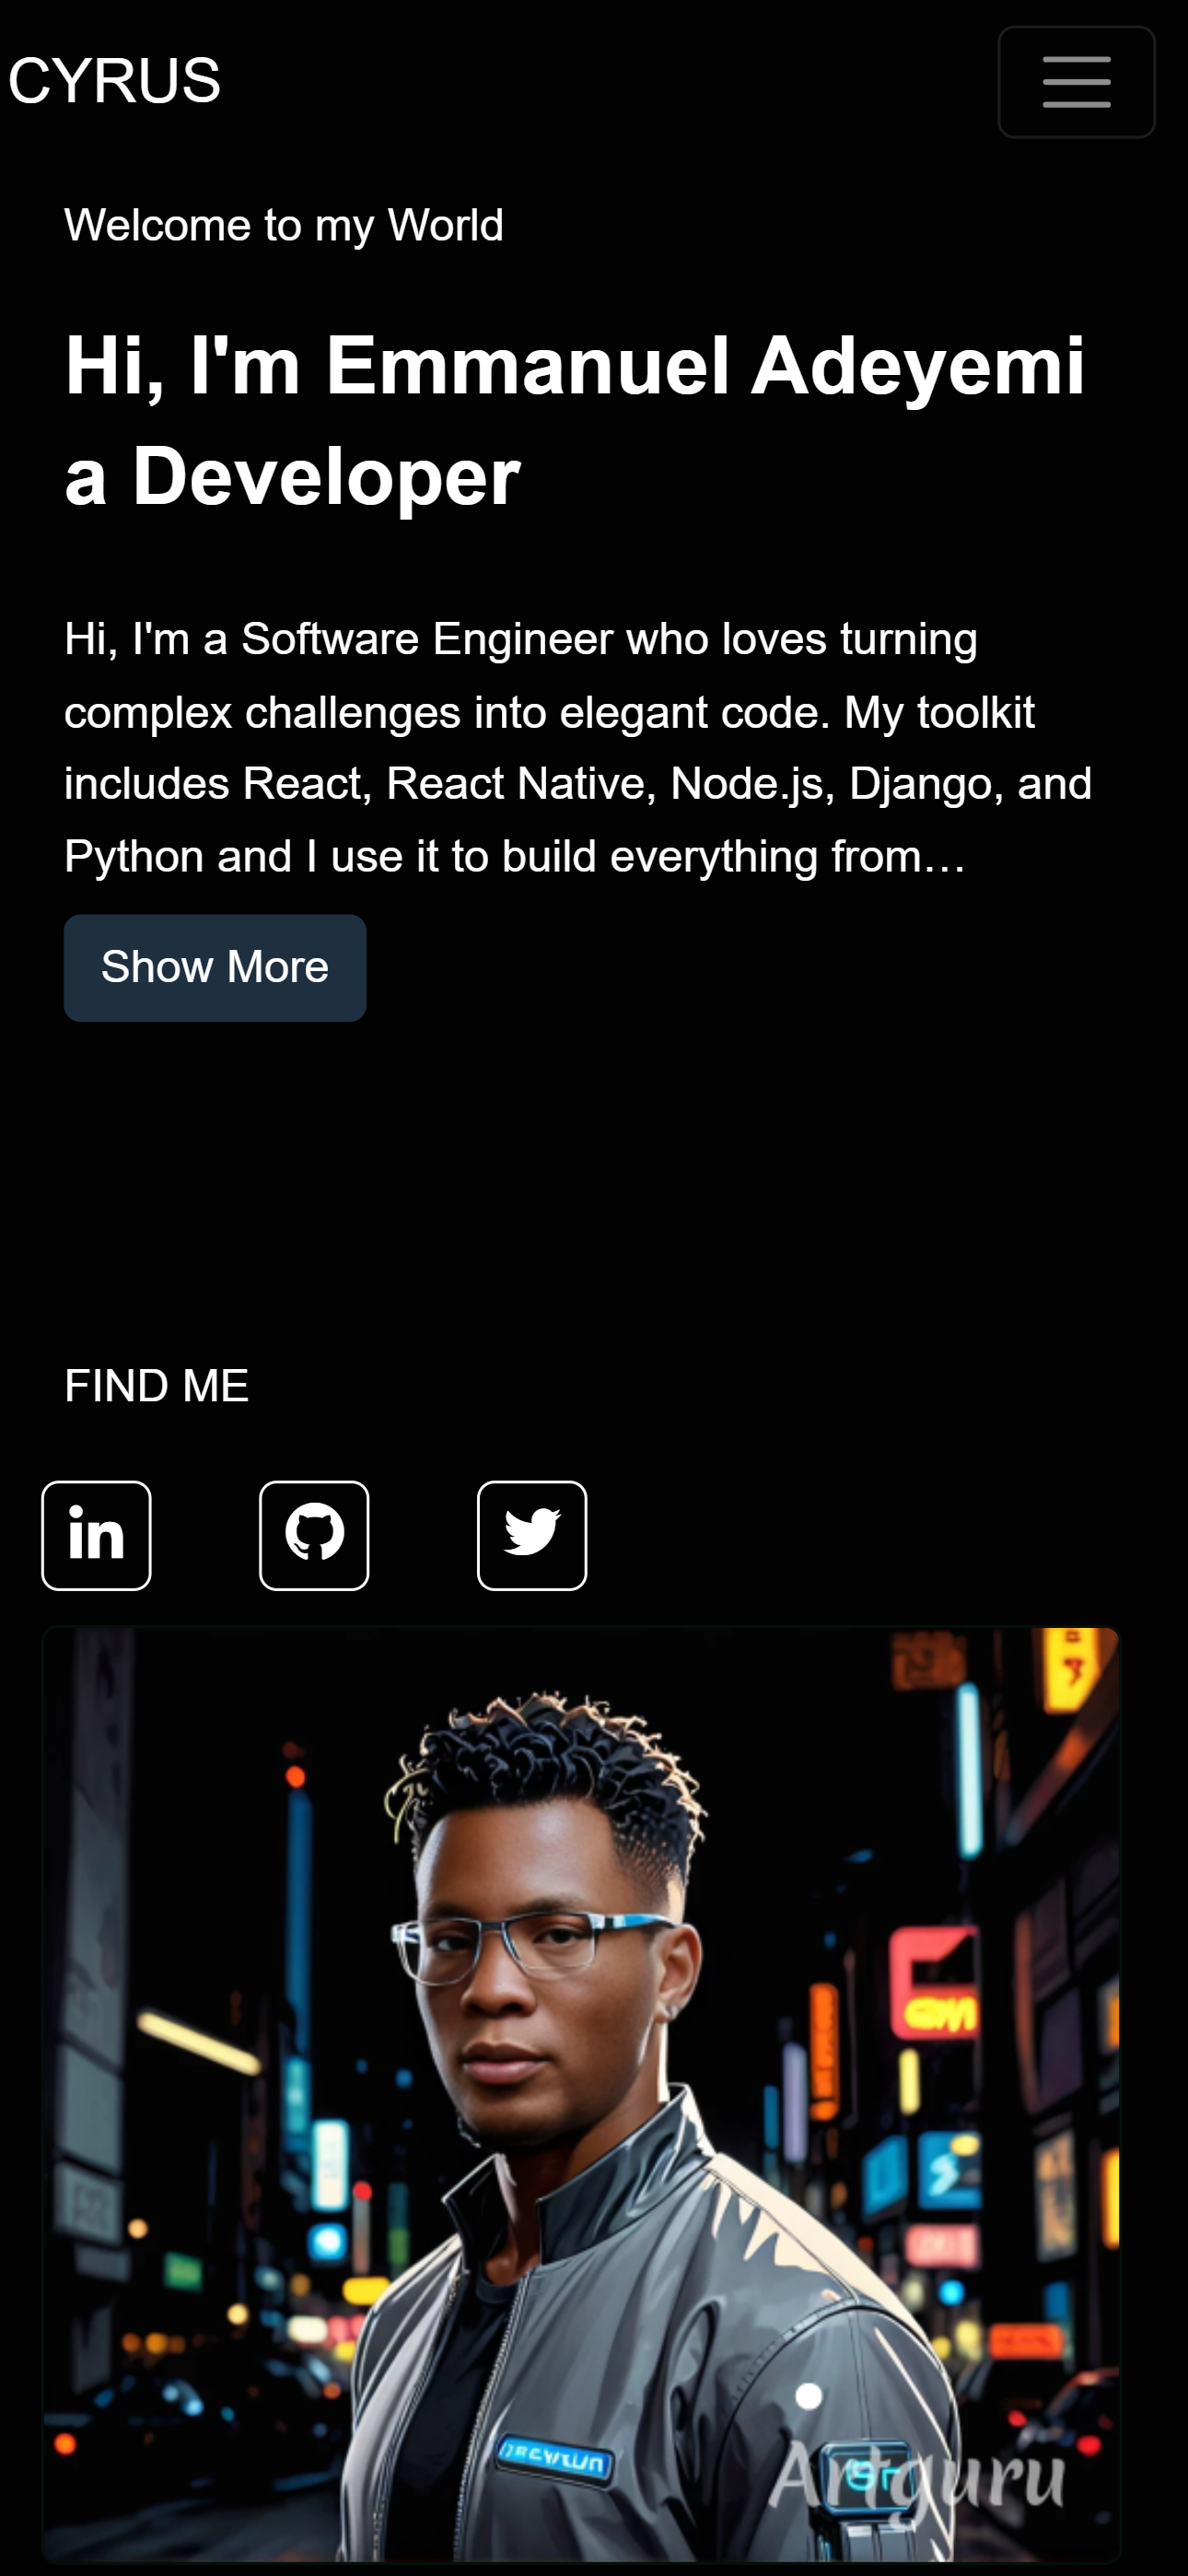 CYRUS
Welcome to my World
Hi, I'm Emmanuel Adeyemi
a Developer
Hi, I'm a Software Engineer who loves turning
complex challenges into elegant code. My toolkit
includes React, React Native, Node.js, Django, and
Python and I use it to build everything from…
Show More
FIND ME
in
Artguru